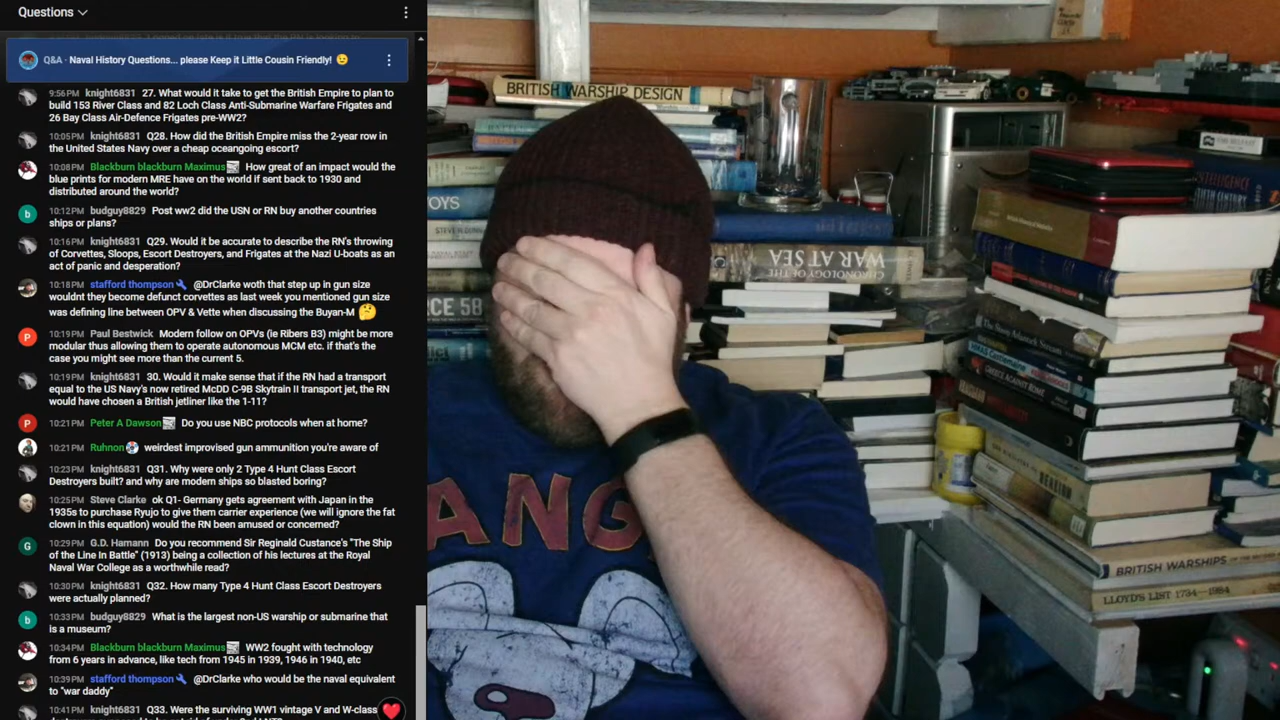 Questions
Q&A · Naval History Questions... please Keep it Little Cousin Friendly! 😉
9:56PM knight6831 27. What would it take to get the British Empire to plan to
build 153 River Class and 82 Loch Class Anti-Submarine Warfare Frigates and
26 Bay Class Air-Defence Frigates pre-WW2?
10:05PM knight6831 Q28. How did the British Empire miss the 2-year row in
the United States Navy over a cheap oceangoing escort?
10:08PM Blackburn blackburn Maximus How great of an impact would the
blue prints for modern MRE have on the world if sent back to 1930 and
distributed around the world?
b
10:12PM budguy8829 Post ww2 did the USN or RN buy another countries
ships or plans?
10:16PM knight6831 Q29. Would it be accurate to describe the RN's throwing
of Corvettes, Sloops, Escort Destroyers, and Frigates at the Nazi U-boats as an
act of panic and desperation?
10:18PM stafford thompson @DrClarke woth that step up in gun size
wouldnt they become defunct corvettes as last week you mentioned gun size
was defining line between OPV & Vette when discussing the Buyan-M 🤔
P
10:19PM Paul Bestwick Modern follow on OPVs (ie Ribers B3) might be more
modular thus allowing them to operate autonomous MCM etc. if that's the
case you might see more than the current 5.
10:19PM knight6831 30. Would it make sense that if the RN had a transport
equal to the US Navy's now retired McDD C-9B Skytrain II transport jet, the RN
would have chosen a British jetliner like the 1-11?
P
10:21PM Peter A Dawson Do you use NBC protocols when at home?
10:21PM Ruhnon weirdest improvised gun ammunition you're aware of
10:23PM knight6831 Q31. Why were only 2 Type 4 Hunt Class Escort
Destroyers built? and why are modern ships so blasted boring?
10:25PM Steve Clarke ok Q1- Germany gets agreement with Japan in the
1935s to purchase Ryujo to give them carrier experience (we will ignore the fat
clown in this equation) would the RN been amused or concerned?
G
10:29PM G.D. Hamann Do you recommend Sir Reginald Custance's "The Ship
of the Line In Battle" (1913) being a collection of his lectures at the Royal
Naval War College as a worthwhile read?
10:30PM knight6831 Q32. How many Type 4 Hunt Class Escort Destroyers
were actually planned?
b
10:33PM budguy8829 What is the largest non-US warship or submarine that
is a museum?
10:34PM Blackburn blackburn Maximus WW2 fought with technology
from 6 years in advance, like tech from 1945 in 1939, 1946 in 1940, etc
10:39PM stafford thompson @DrClarke who would be the naval equivalent
to "war daddy"
10:41PM knight6831 Q33. Were the surviving WW1 vintage V and W-class
BRITISH WARSHIP DESIGN
OYS
STEVEN
CHRONOLOGY OF THE
WAR AT SEA
RCE 58
ANG
INTELLIGENCE
GREECE AGAINST ROME
BRITISH WARSHIPS
LLOYD'S LIST 1734-1984